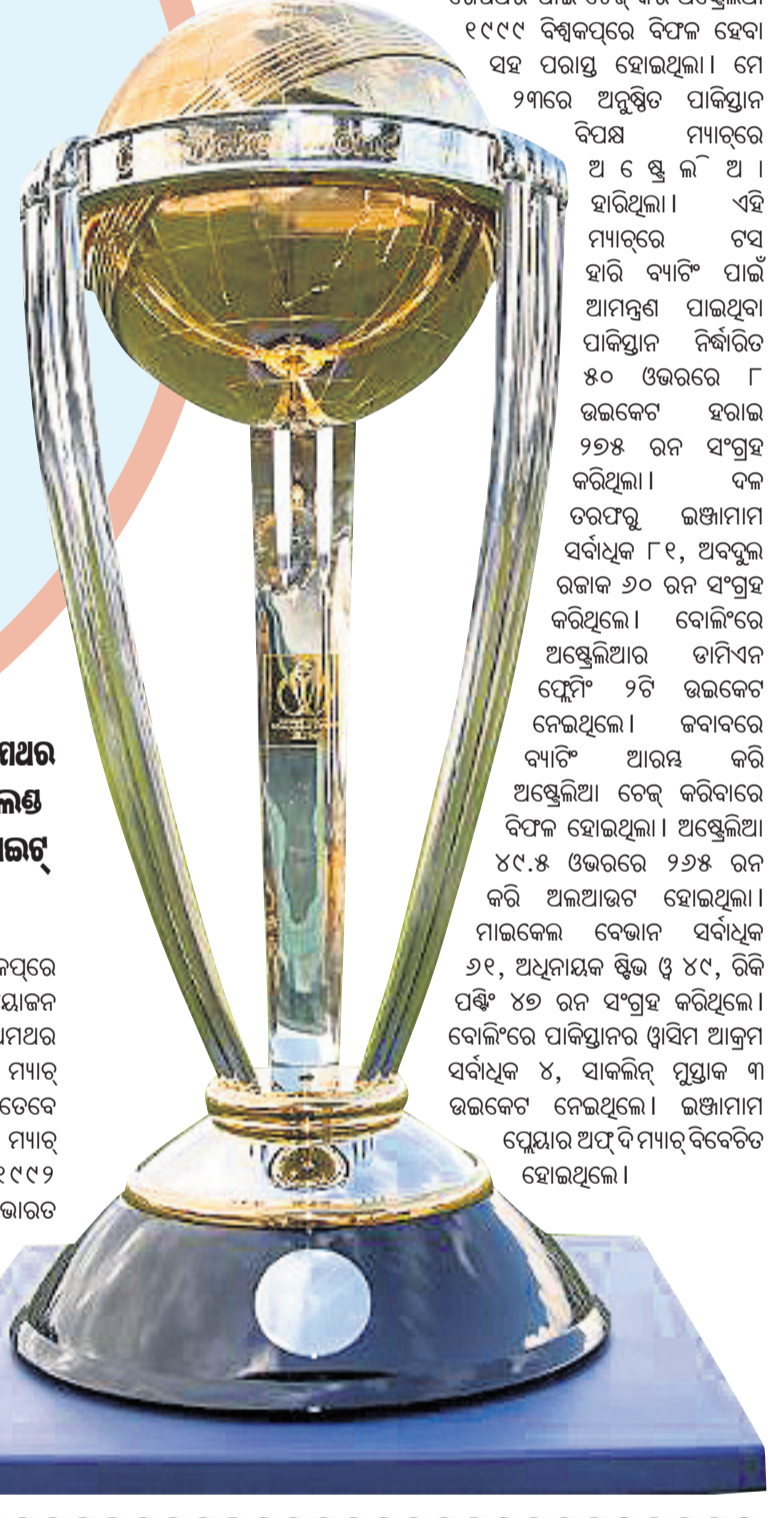 ୧୯୯୯ ବିଶ୍ୱକପ୍‌ରେ ବିଫଳ ହେବା
ସହ ପରାସ୍ତ ହୋଇଥିଲା। ମେ
୨୩ରେ ଅନୁଷ୍ଠିତ ପାକିସ୍ତାନ
ବିପକ୍ଷ ମ୍ୟାଚ୍‌ରେ
ଅଷ୍ଟ୍ରେଲିଆ
ହାରିଥିଲା। ଏହି
ମ୍ୟାଚ୍‌ରେ ଟସ
ହାରି ବ୍ୟାଟିଂ ପାଇଁ
ଆମନ୍ତ୍ରଣ ପାଇଥିବା
ପାକିସ୍ତାନ ନିର୍ଦ୍ଧାରିତ
୫୦ ଓଭରରେ ୮
ଉଇକେଟ ହରାଇ
୨୭୫ ରନ ସଂଗ୍ରହ
କରିଥିଲା। ଦଳ
ତରଫରୁ ଇଞ୍ଜାମାମ
ସର୍ବାଧିକ ୮୧, ଅବଦୁଲ
ରଜାକ ୬୦ ରନ ସଂଗ୍ରହ
କରିଥିଲେ। ବୋଲିଂରେ
ଅଷ୍ଟ୍ରେଲିଆର ଡାମିଏନ
ଫ୍ଲେମିଂ ୨ଟି ଉଇକେଟ
ନେଇଥିଲେ। ଜବାବରେ
ବ୍ୟାଟିଂ ଆରମ୍ଭ କରି
ଅଷ୍ଟ୍ରେଲିଆ ଚେଜ୍ କରିବାରେ
ବିଫଳ ହୋଇଥିଲା। ଅଷ୍ଟ୍ରେଲିଆ
୪୯.୫ ଓଭରରେ ୨୬୫ ରନ
କରି ଅଲଆଉଟ ହୋଇଥିଲା।
ମାଇକେଲ ବେଭାନ ସର୍ବାଧିକ
୬୧, ଅଧିନାୟକ ଷ୍ଟିଭ ୱ ୪୯, ରିକି
ପଣ୍ଟିଂ ୪୭ ରନ ସଂଗ୍ରହ କରିଥିଲେ।
ବୋଲିଂରେ ପାକିସ୍ତାନର ୱାସିମ ଆକ୍ରମ
ସର୍ବାଧିକ ୪, ସାକଲିନ୍ ମୁସ୍ତାକ ୩
ଉଇକେଟ ନେଇଥିଲେ। ଇଞ୍ଜାମାମ
ପ୍ଲେୟାର ଅଫ୍ ଦି ମ୍ୟାଚ୍ ବିବେଚିତ
ହୋଇଥିଲେ।
ମ୍ୟାଚ୍
ତେବେ
ମ୍ୟାଚ୍
୧୯୯୨
ଭାରତ